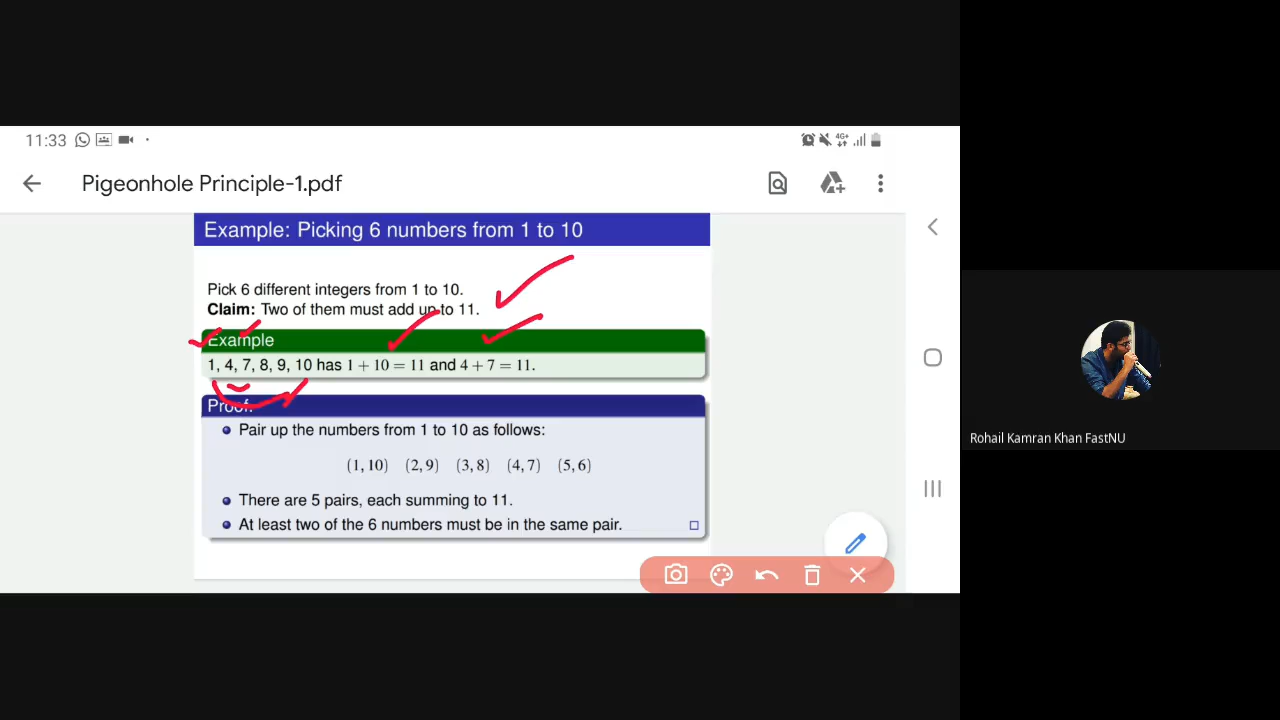 11:33
4G+
Pigeonhole Principle-1.pdf
Example: Picking 6 numbers from 1 to 10
Pick 6 different integers from 1 to 10.
Claim: Two of them must add up to 11.
Example
1, 4, 7, 8, 9, 10 has 1 + 10 = 11 and 4 + 7 = 11.
Proof.
Pair up the numbers from 1 to 10 as follows:
(1, 10) (2, 9) (3, 8) (4, 7) (5, 6)
There are 5 pairs, each summing to 11.
At least two of the 6 numbers must be in the same pair.
Rohail Kamran Khan FastNU